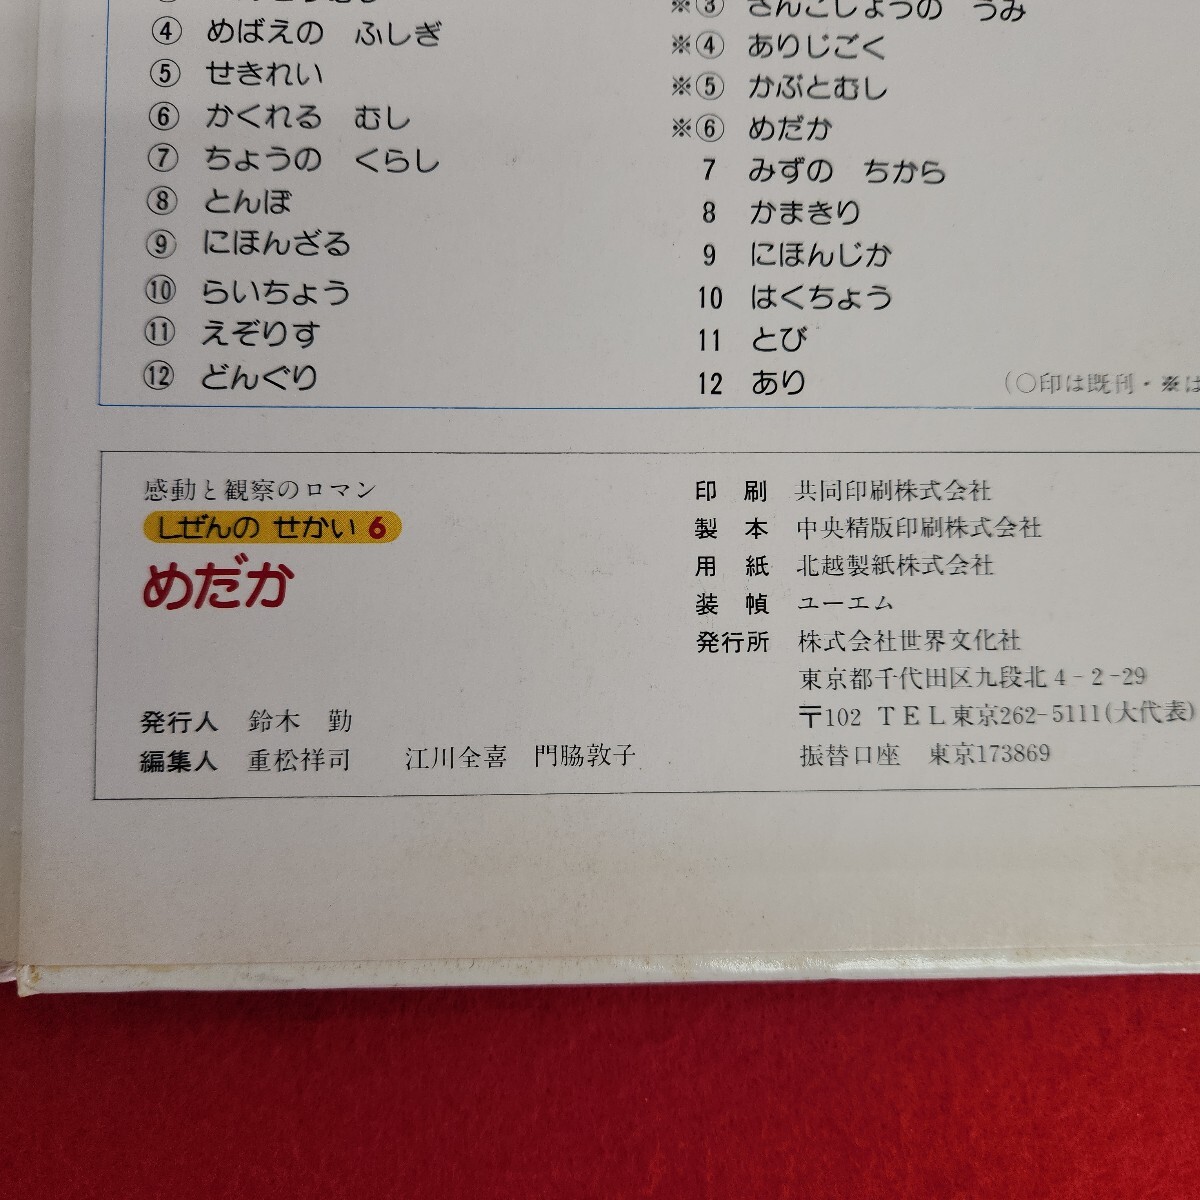 ④ めばえの ふしぎ
⑤ せきれい
⑥ かくれる むし
⑦ ちょうの くらし
⑧ とんぼ
⑨ にほんざる
⑩ らいちょう
⑪ えぞりす
⑫ どんぐり
※③ さんごしょうの うみ
※④ ありじごく
※⑤ かぶとむし
※⑥ めだか
7 みずの ちから
8 かまきり
9 にほんじか
10 はくちょう
11 とび
12 あり
(○印は既刊・※は
感動と観察のロマン
しぜんの せかい 6
めだか
発行人 鈴木 勤
編集人 重松祥司 江川全喜 門脇敦子
印刷 共同印刷株式会社
製本 中央精版印刷株式会社
用紙 北越製紙株式会社
装幀 ユーエム
発行所 株式会社世界文化社
東京都千代田区九段北4-2-29
〒102 TEL東京262-5111(大代表)
振替口座 東京173869